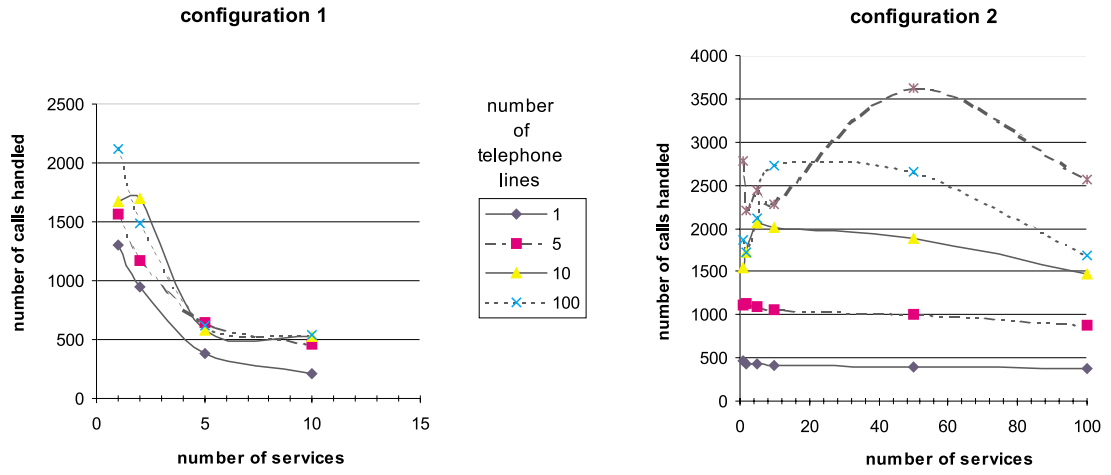 configuration 1
number of calls handled
2500
2000
1500
1000
500
0
0
5
10
15
number of services
number
of
telephone
lines
1
5
10
100
configuration 2
number of calls handled
4000
3500
3000
2500
2000
1500
1000
500
0
0
20
40
60
80
100
number of services